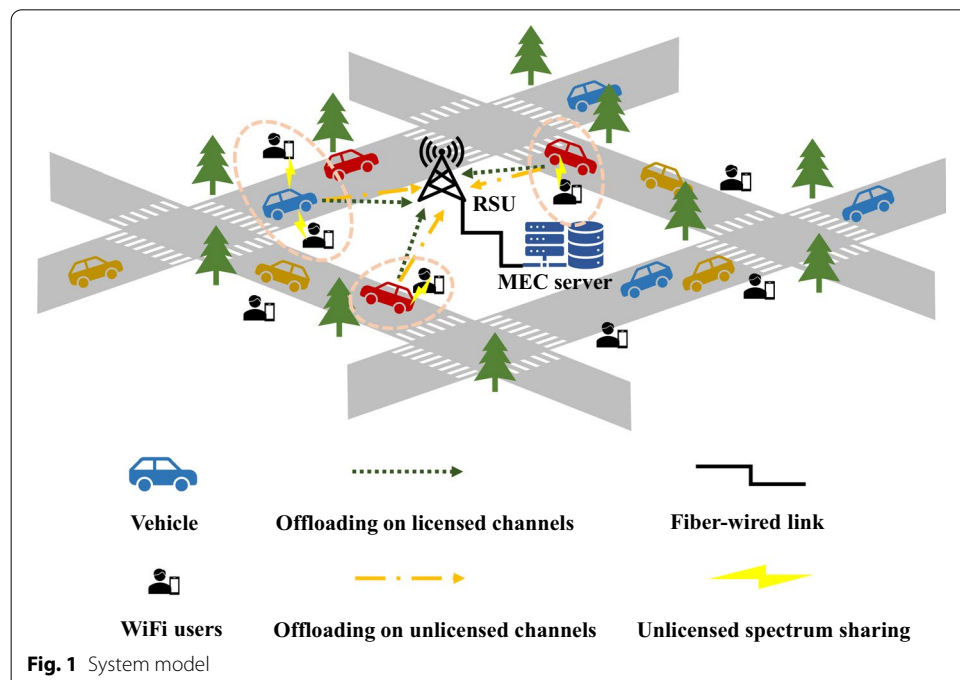 RSU
MEC server
Vehicle
Offloading on licensed channels
Fiber-wired link
WiFi users
Offloading on unlicensed channels
Unlicensed spectrum sharing
Fig. 1 System model